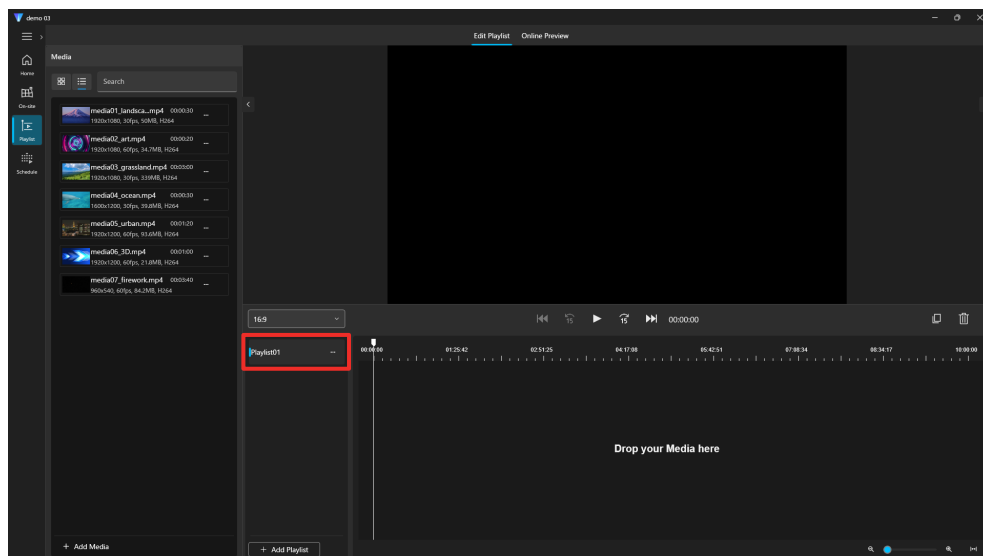 demo 03
Edit Playlist
Online Preview
Home
On-site
Playlist
Schedule
Media
Search
media01_landsca...mp4 00:00:30
1920x1080, 30fps, 50MB, H264
media02_art.mp4 00:00:20
1920x1080, 60fps, 34.7MB, H264
media03_grassland.mp4 00:03:00
1920x1080, 30fps, 339MB, H264
media04_ocean.mp4 00:00:30
1600x1200, 30fps, 39.8MB, H264
media05_urban.mp4 00:01:20
1920x1200, 60fps, 93.6MB, H264
media06_3D.mp4 00:01:00
1920x1200, 60fps, 21.8MB, H264
media07_firework.mp4 00:03:40
960x540, 60fps, 84.2MB, H264
+ Add Media
16:9
15
15
00:00:00
Playlist01
00:00:00 01:25:42 02:51:25 04:17:08 05:42:51 07:08:34 08:34:17 10:00:00
Drop your Media here
+ Add Playlist